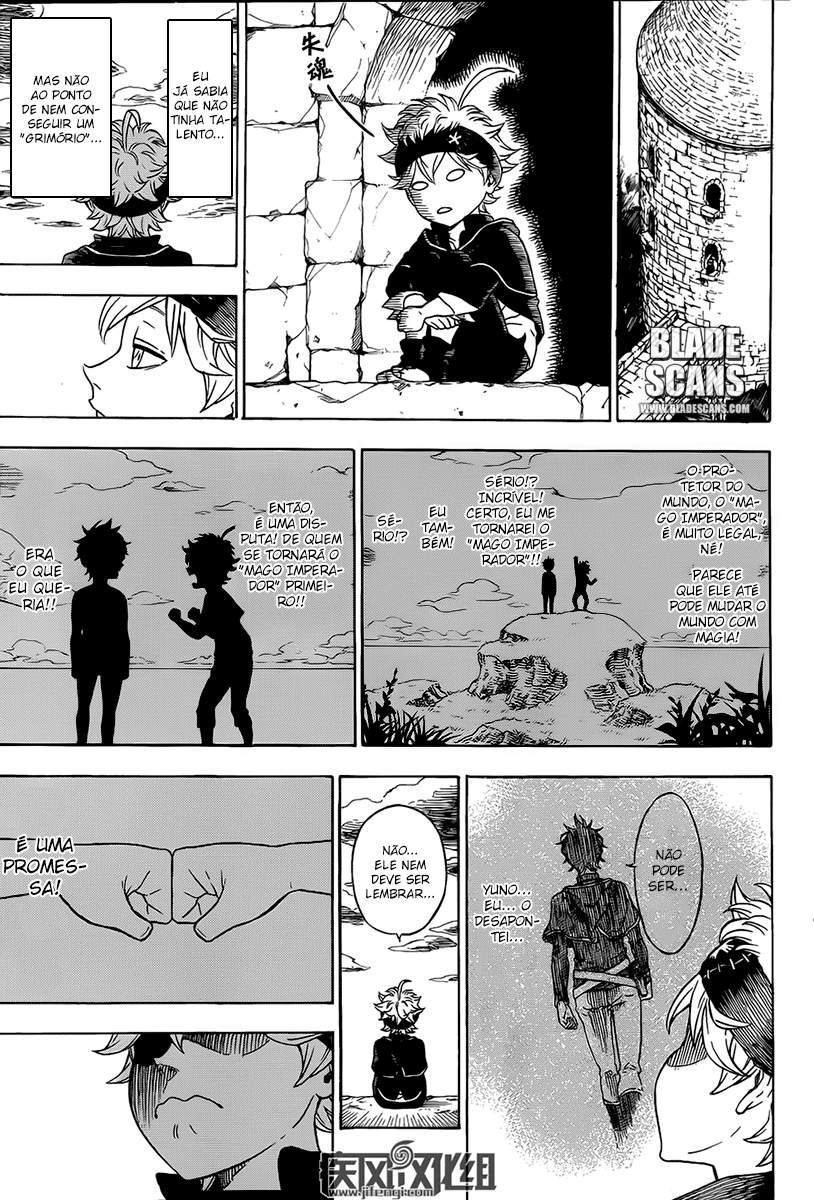 失魂
EU
JÁ SABIA
QUE NÃO
TINHA TA-
LENTO...
MAS NÃO
AO PONTO
DE NEM CON-
SEGUIR UM
"GRIMÓRIO"...
BLADE
SCANS
WWW.BLADESCANS.COM
O PRO-
TETOR DO
MUNDO, O "MA-
GO IMPERADOR",
É MUITO LEGAL,
NÉ!
PARECE
QUE ELE ATÉ
PODE MUDAR O
MUNDO COM
MAGIA!
SÉRIO!?
INCRÍVEL!
CERTO, EU ME
TORNAREI O
"MAGO IMPE-
RADOR"!!
EU
TAM-
BÉM!
SÉ-
RIO!?
ENTÃO,
É UMA DIS-
PUTA! DE QUEM
SE TORNARÁ O
"MAGO IMPERA-
DOR" PRIMEI-
RO!!
ERA
O QUE
EU QUE-
RIA!!
NÃO
PODE
SER...
YUNO...
EU... O
DESAPON-
TEI...
NÃO...
ELE NEM
DEVE SER
LEMBRAR...
É UMA
PROMES-
SA!
疾风汉化组
www.jifengi.com